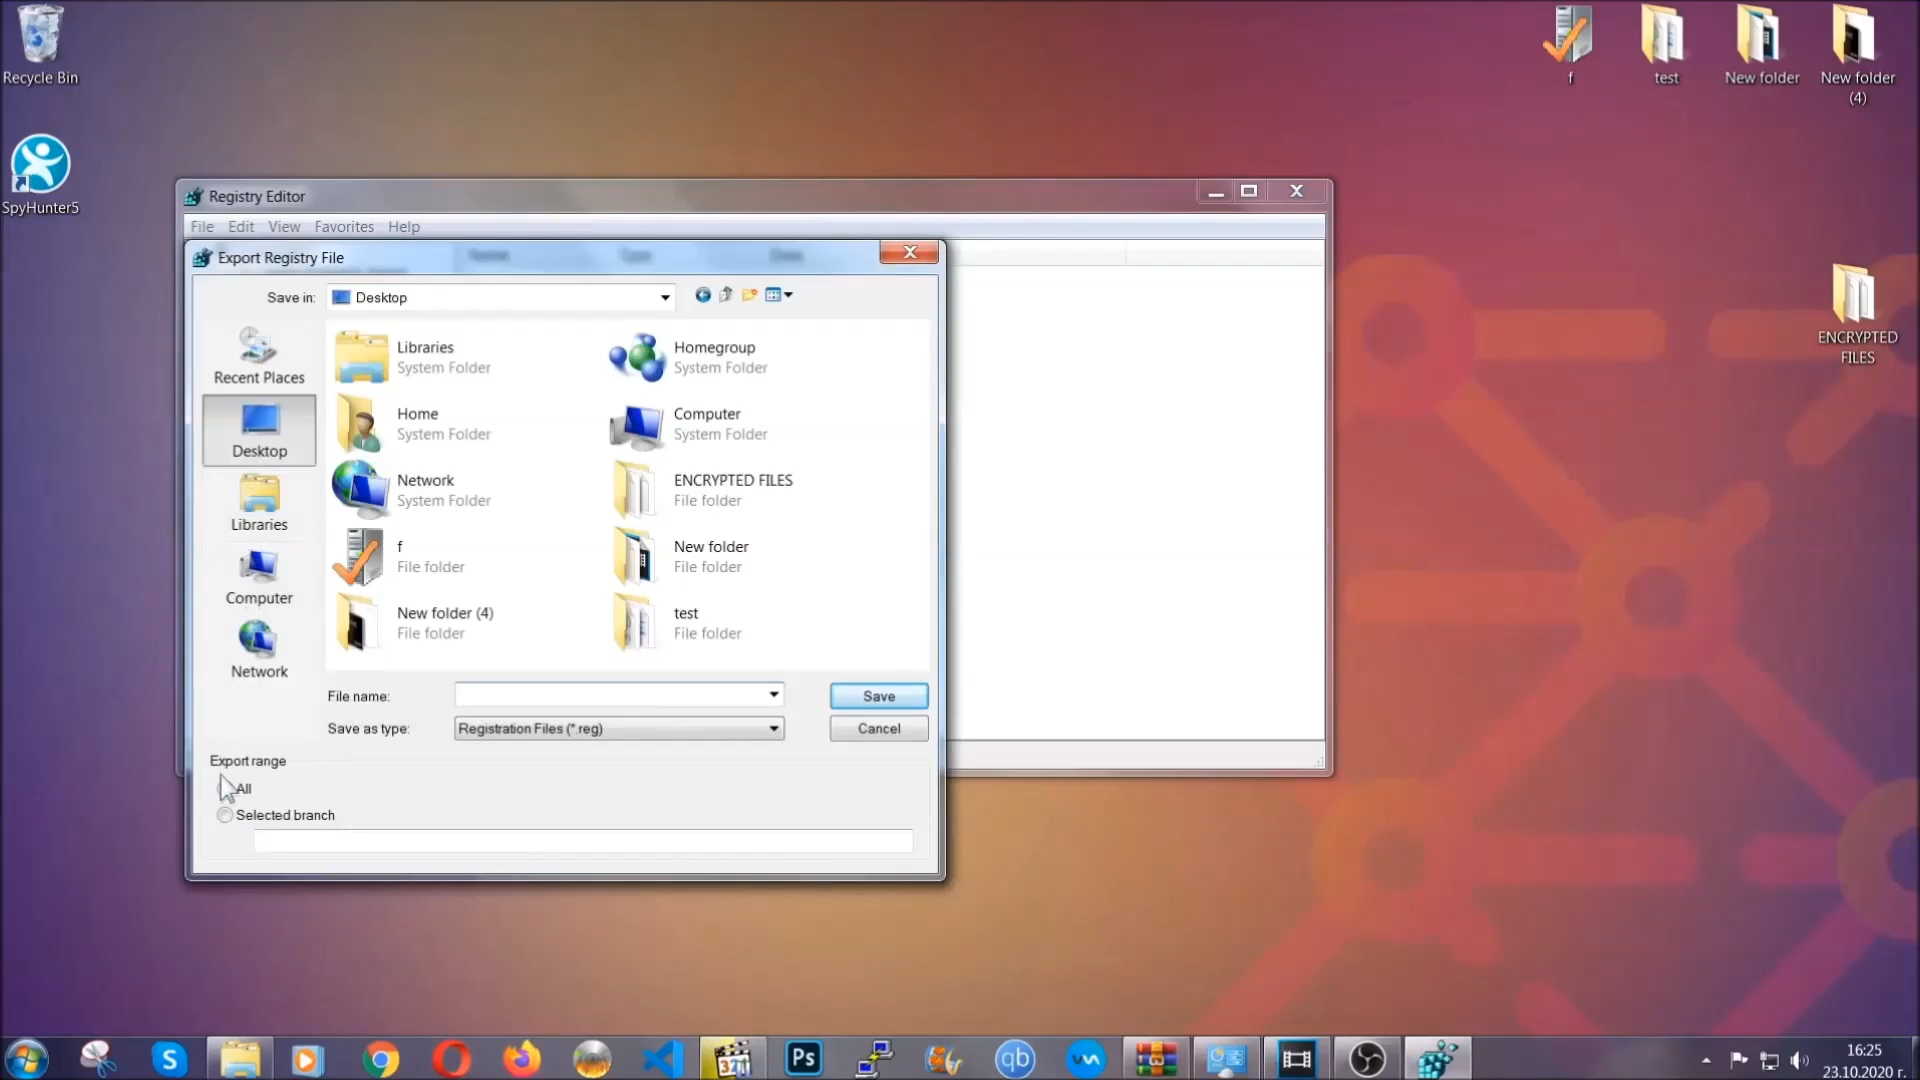 Recycle Bin
SpyHunter5
f
test
New folder
New folder
(4)
ENCRYPTED
FILES
Registry Editor
File Edit View Favorites Help
Export Registry File
Save in:
Desktop
Recent Places
Desktop
Libraries
Computer
Network
Libraries
System Folder
Homegroup
System Folder
Home
System Folder
Computer
System Folder
Network
System Folder
ENCRYPTED FILES
File folder
f
File folder
New folder
File folder
New folder (4)
File folder
test
File folder
File name:
Save
Save as type:
Registration Files (*.reg)
Cancel
Export range
All
Selected branch
S
321
Ps
qb
16:25
23.10.2020 г.